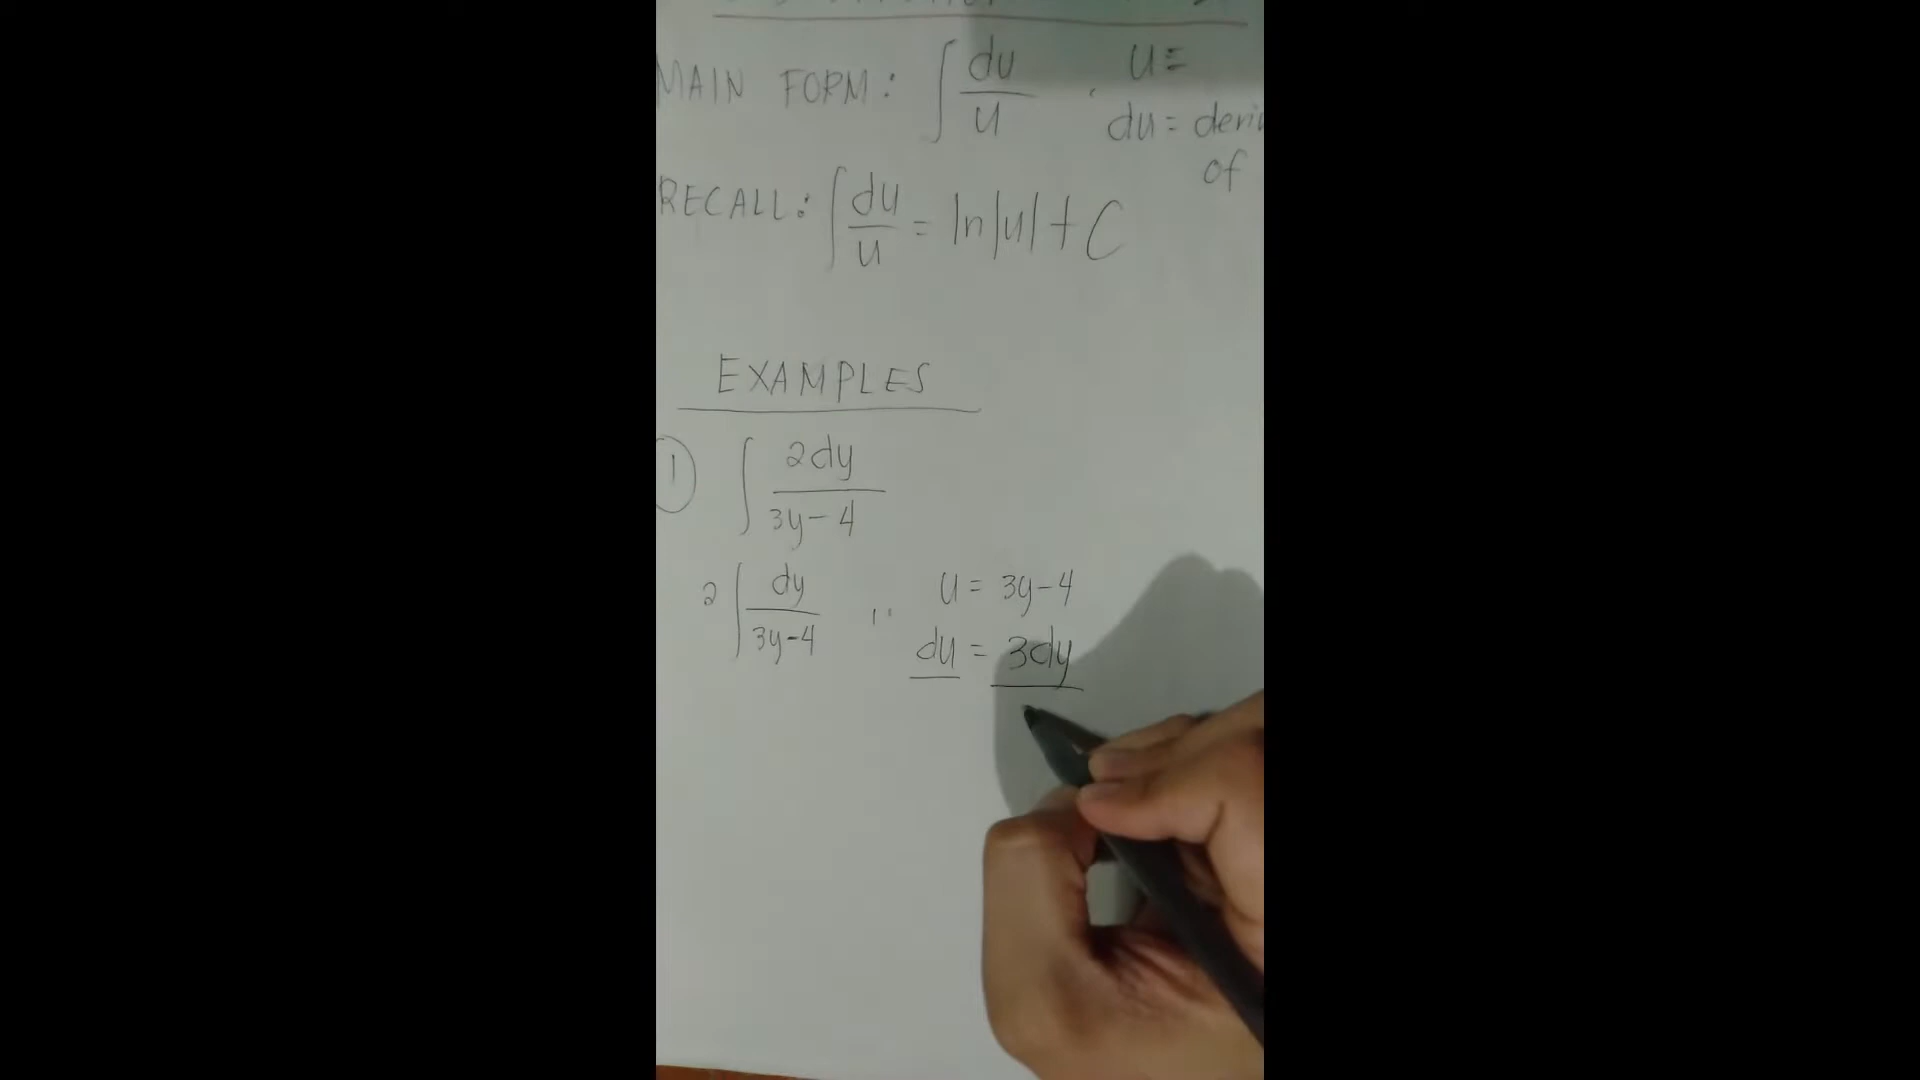 MAIN FORM: ∫ du/u u =
du = deriv
of
RECALL: ∫ du/u = ln|u| + C
EXAMPLES
① ∫ 2dy/3y-4
2 ∫ dy/3y-4 u = 3y-4
du = 3dy